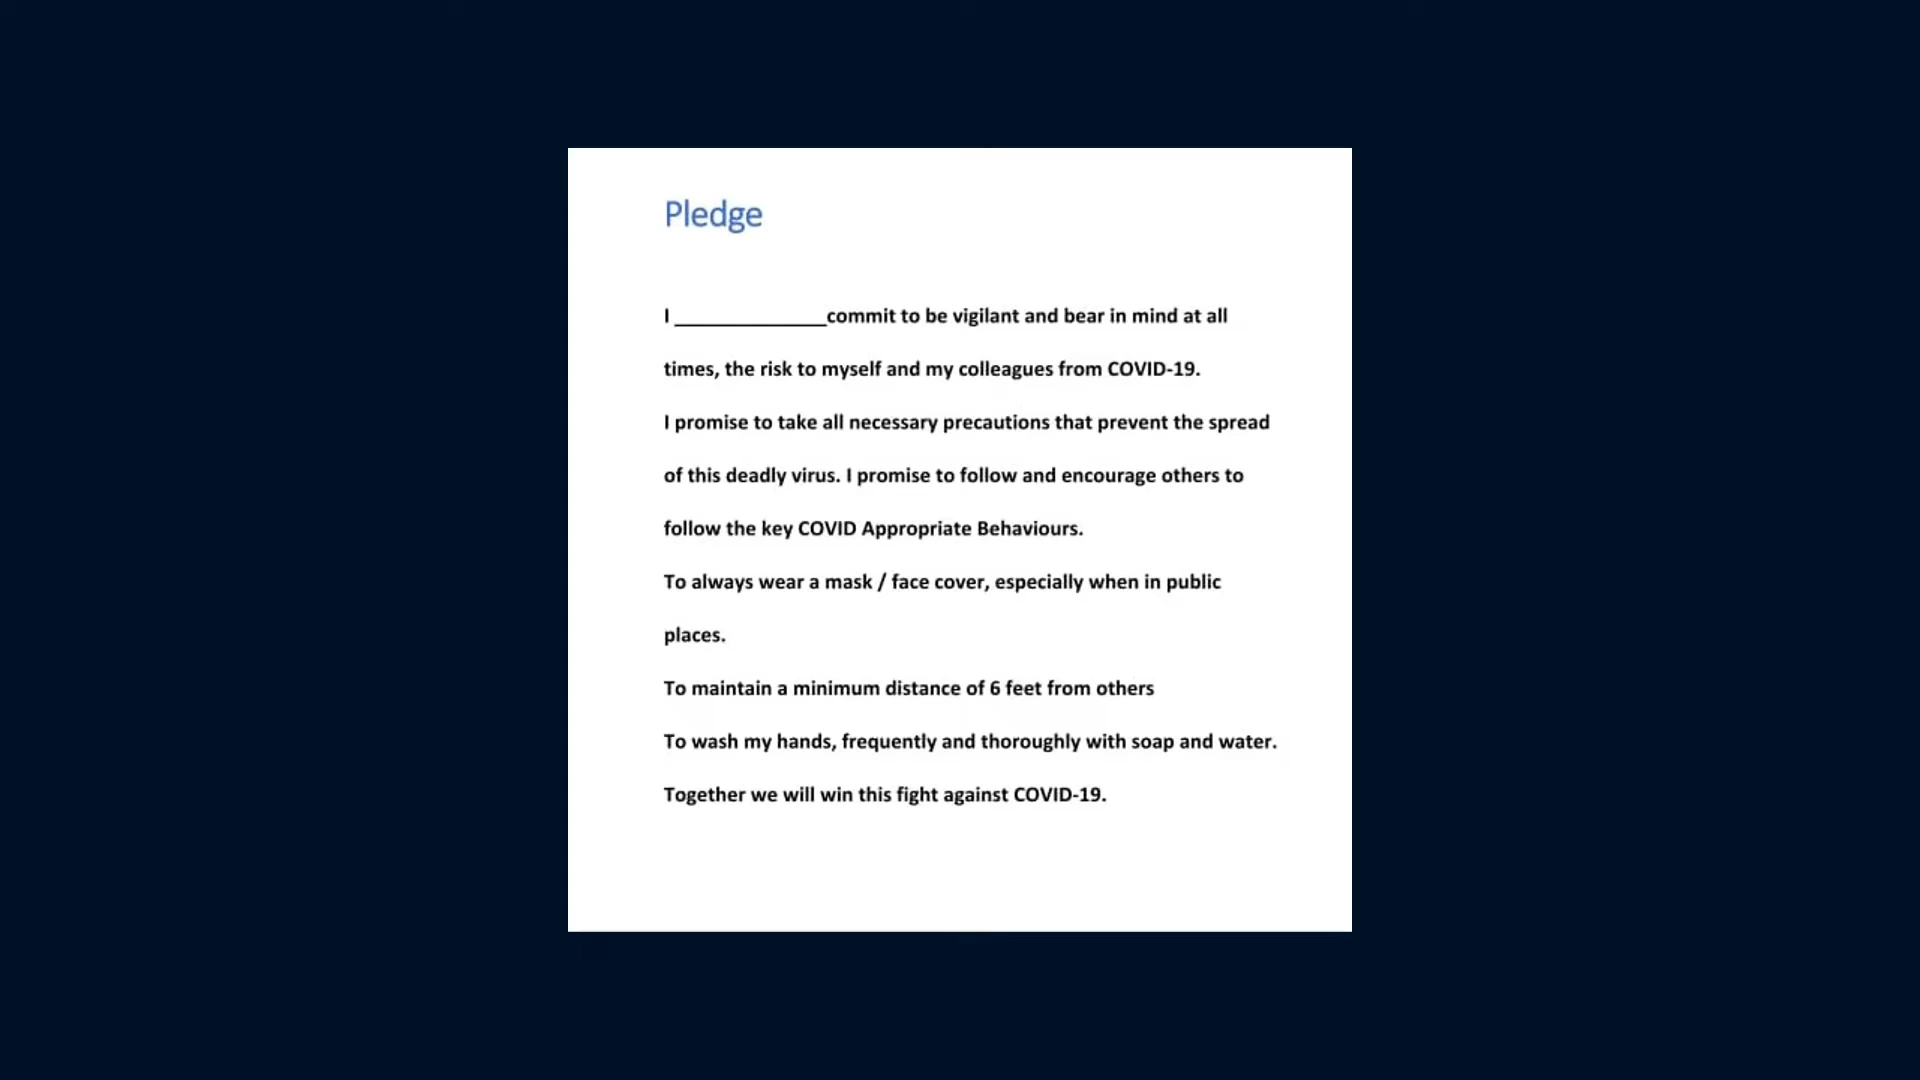 Pledge
I ______________commit to be vigilant and bear in mind at all
times, the risk to myself and my colleagues from COVID-19.
I promise to take all necessary precautions that prevent the spread
of this deadly virus. I promise to follow and encourage others to
follow the key COVID Appropriate Behaviours.
To always wear a mask / face cover, especially when in public
places.
To maintain a minimum distance of 6 feet from others
To wash my hands, frequently and thoroughly with soap and water.
Together we will win this fight against COVID-19.